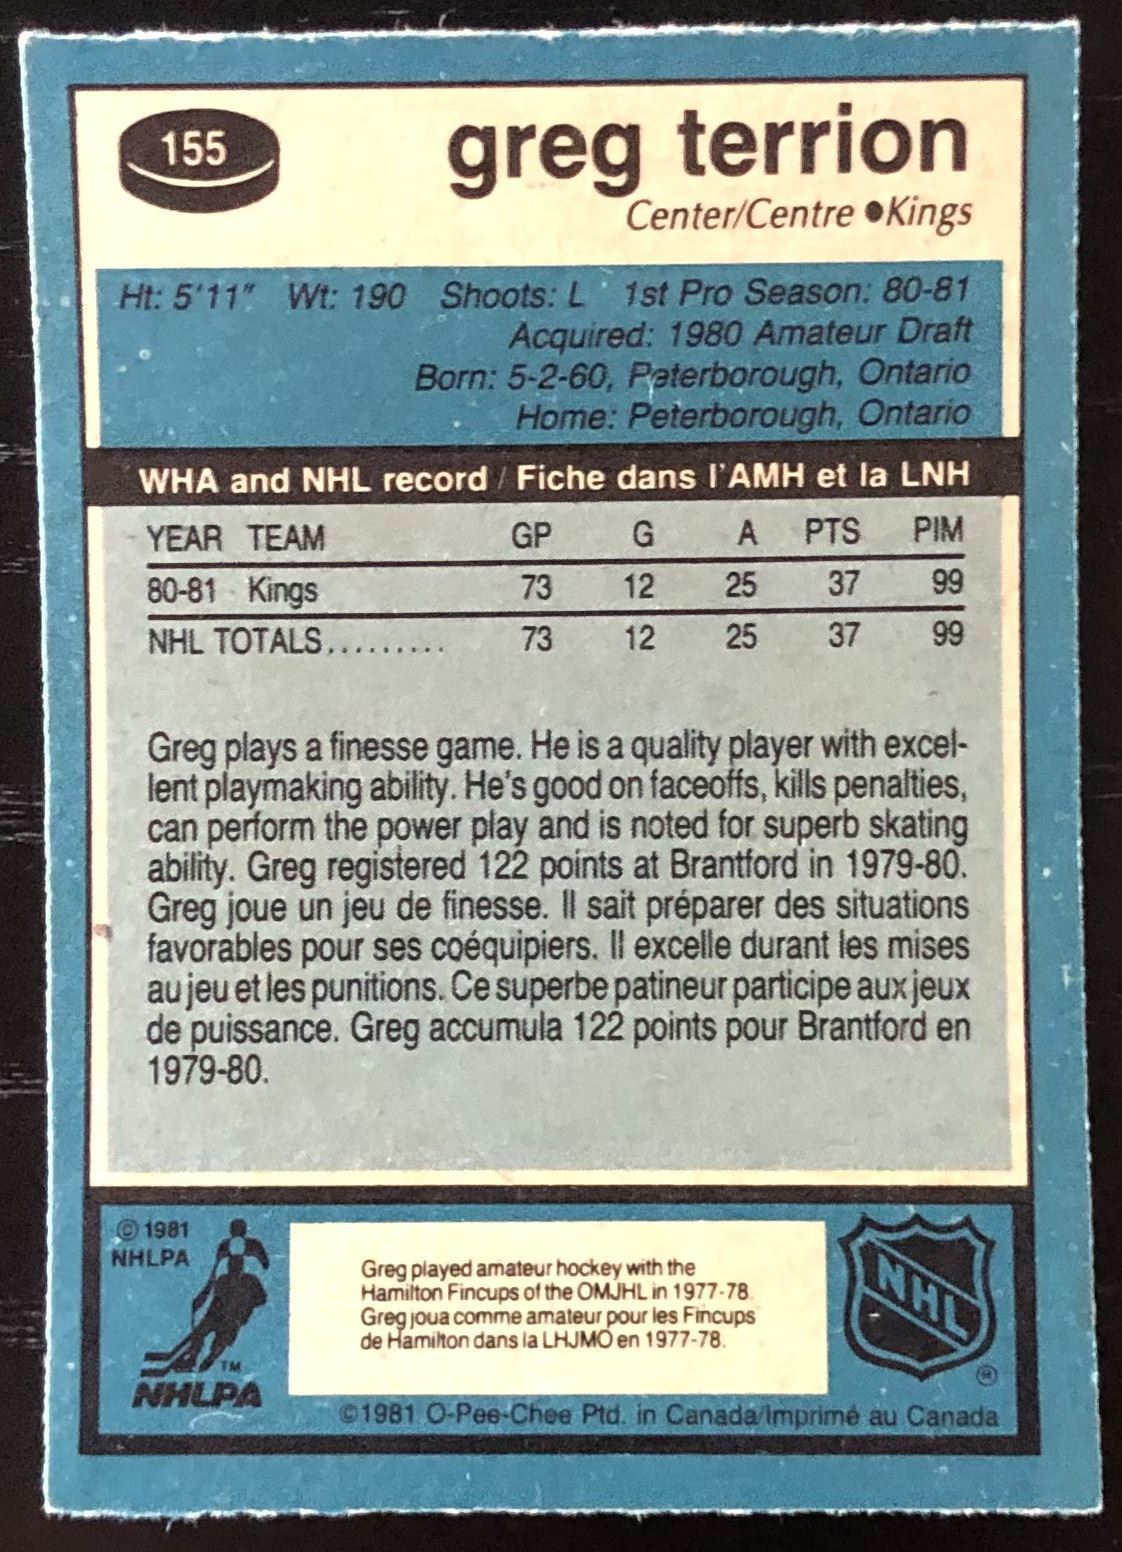 155
greg terrion
Center/Centre ●Kings
Ht: 5'11" Wt: 190 Shoots: L 1st Pro Season: 80-81
Acquired: 1980 Amateur Draft
Born: 5-2-60, Peterborough, Ontario
Home: Peterborough, Ontario
WHA and NHL record / Fiche dans l'AMH et la LNH
YEAR TEAM GP G A PTS PIM
80-81 Kings 73 12 25 37 99
NHL TOTALS......... 73 12 25 37 99
Greg plays a finesse game. He is a quality player with excel-
lent playmaking ability. He's good on faceoffs, kills penalties,
can perform the power play and is noted for superb skating
ability. Greg registered 122 points at Brantford in 1979-80.
Greg joue un jeu de finesse. Il sait préparer des situations
favorables pour ses coéquipiers. Il excelle durant les mises
au jeu et les punitions. Ce superbe patineur participe aux jeux
de puissance. Greg accumula 122 points pour Brantford en
1979-80.
© 1981
NHLPA
TM
NHLPA
Greg played amateur hockey with the
Hamilton Fincups of the OMJHL in 1977-78.
Greg joua comme amateur pour les Fincups
de Hamilton dans la LHJMO en 1977-78.
NHL
®
©1981 O-Pee-Chee Ptd. in Canada/Imprimé au Canada